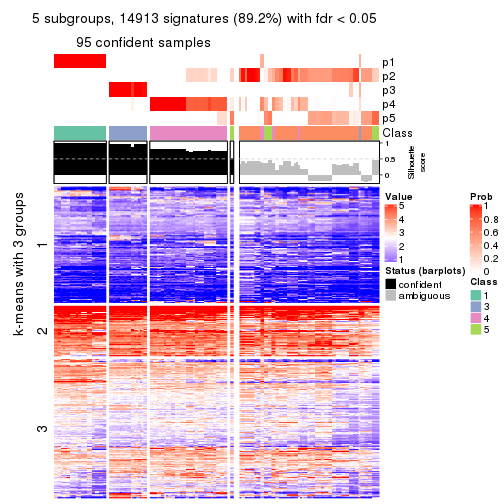 5 subgroups, 14913 signatures (89.2%) with fdr < 0.05
95 confident samples
p1
p2
p3
p4
p5
Class
1
0.5
0
Silhouette
score
k-means with 3 groups
1
2
3
Value
5
4
3
2
1
Status (barplots)
confident
ambiguous
Prob
1
0.8
0.6
0.4
0.2
0
Class
1
3
4
2
5